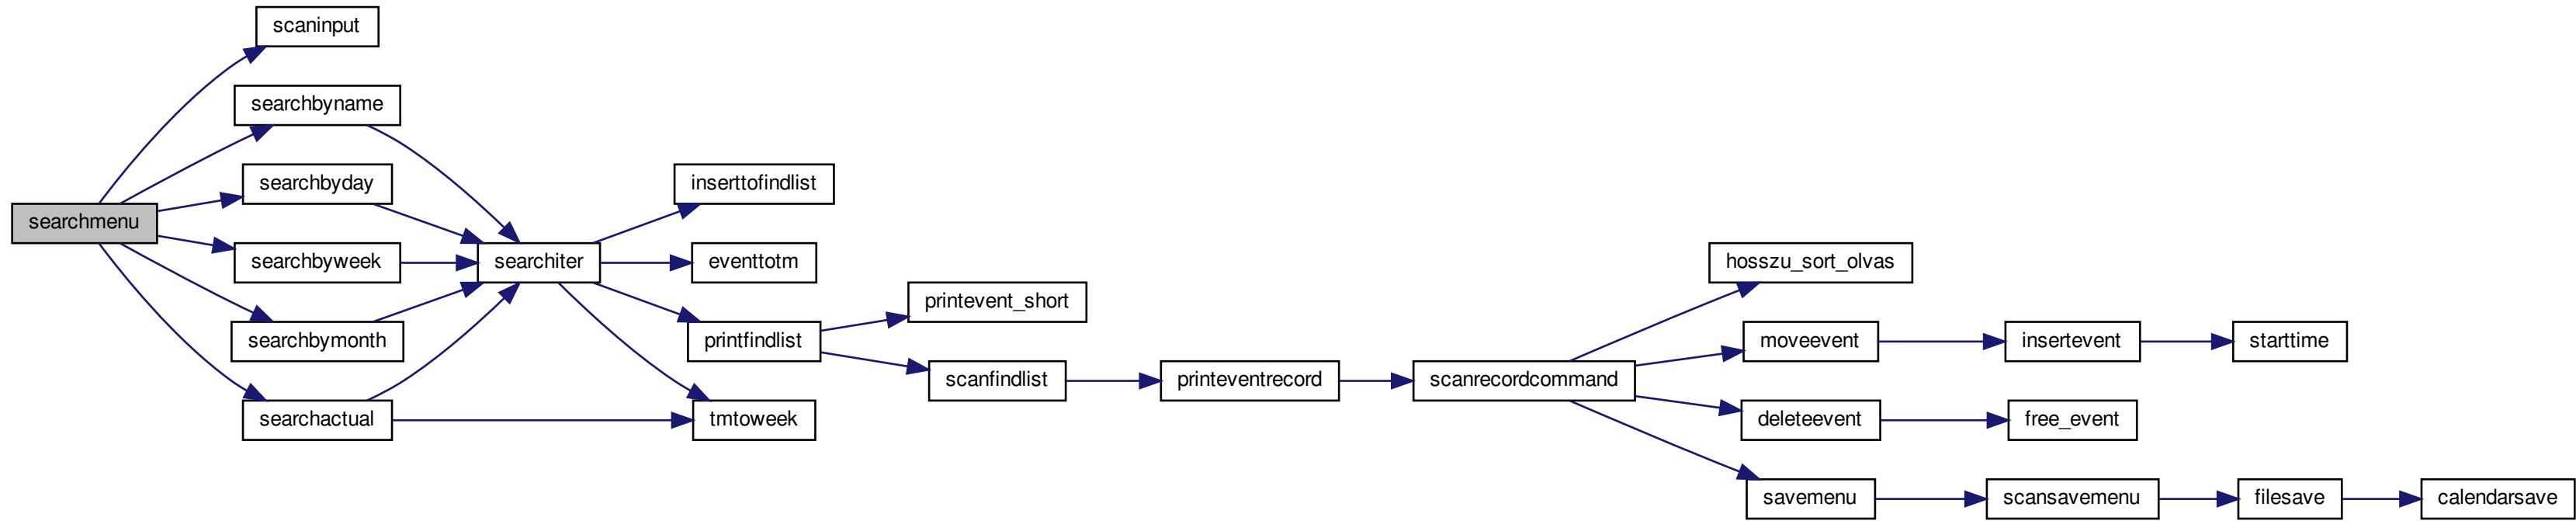 searchmenu
scaninput
searchbyname
searchbyday
searchbyweek
searchbymonth
searchactual
searchiter
inserttofindlist
eventtotm
printfindlist
tmtoweek
printevent_short
scanfindlist
printeventrecord
scanrecordcommand
hosszu_sort_olvas
moveevent
deleteevent
savemenu
insertevent
free_event
scansavemenu
starttime
filesave
calendarsave